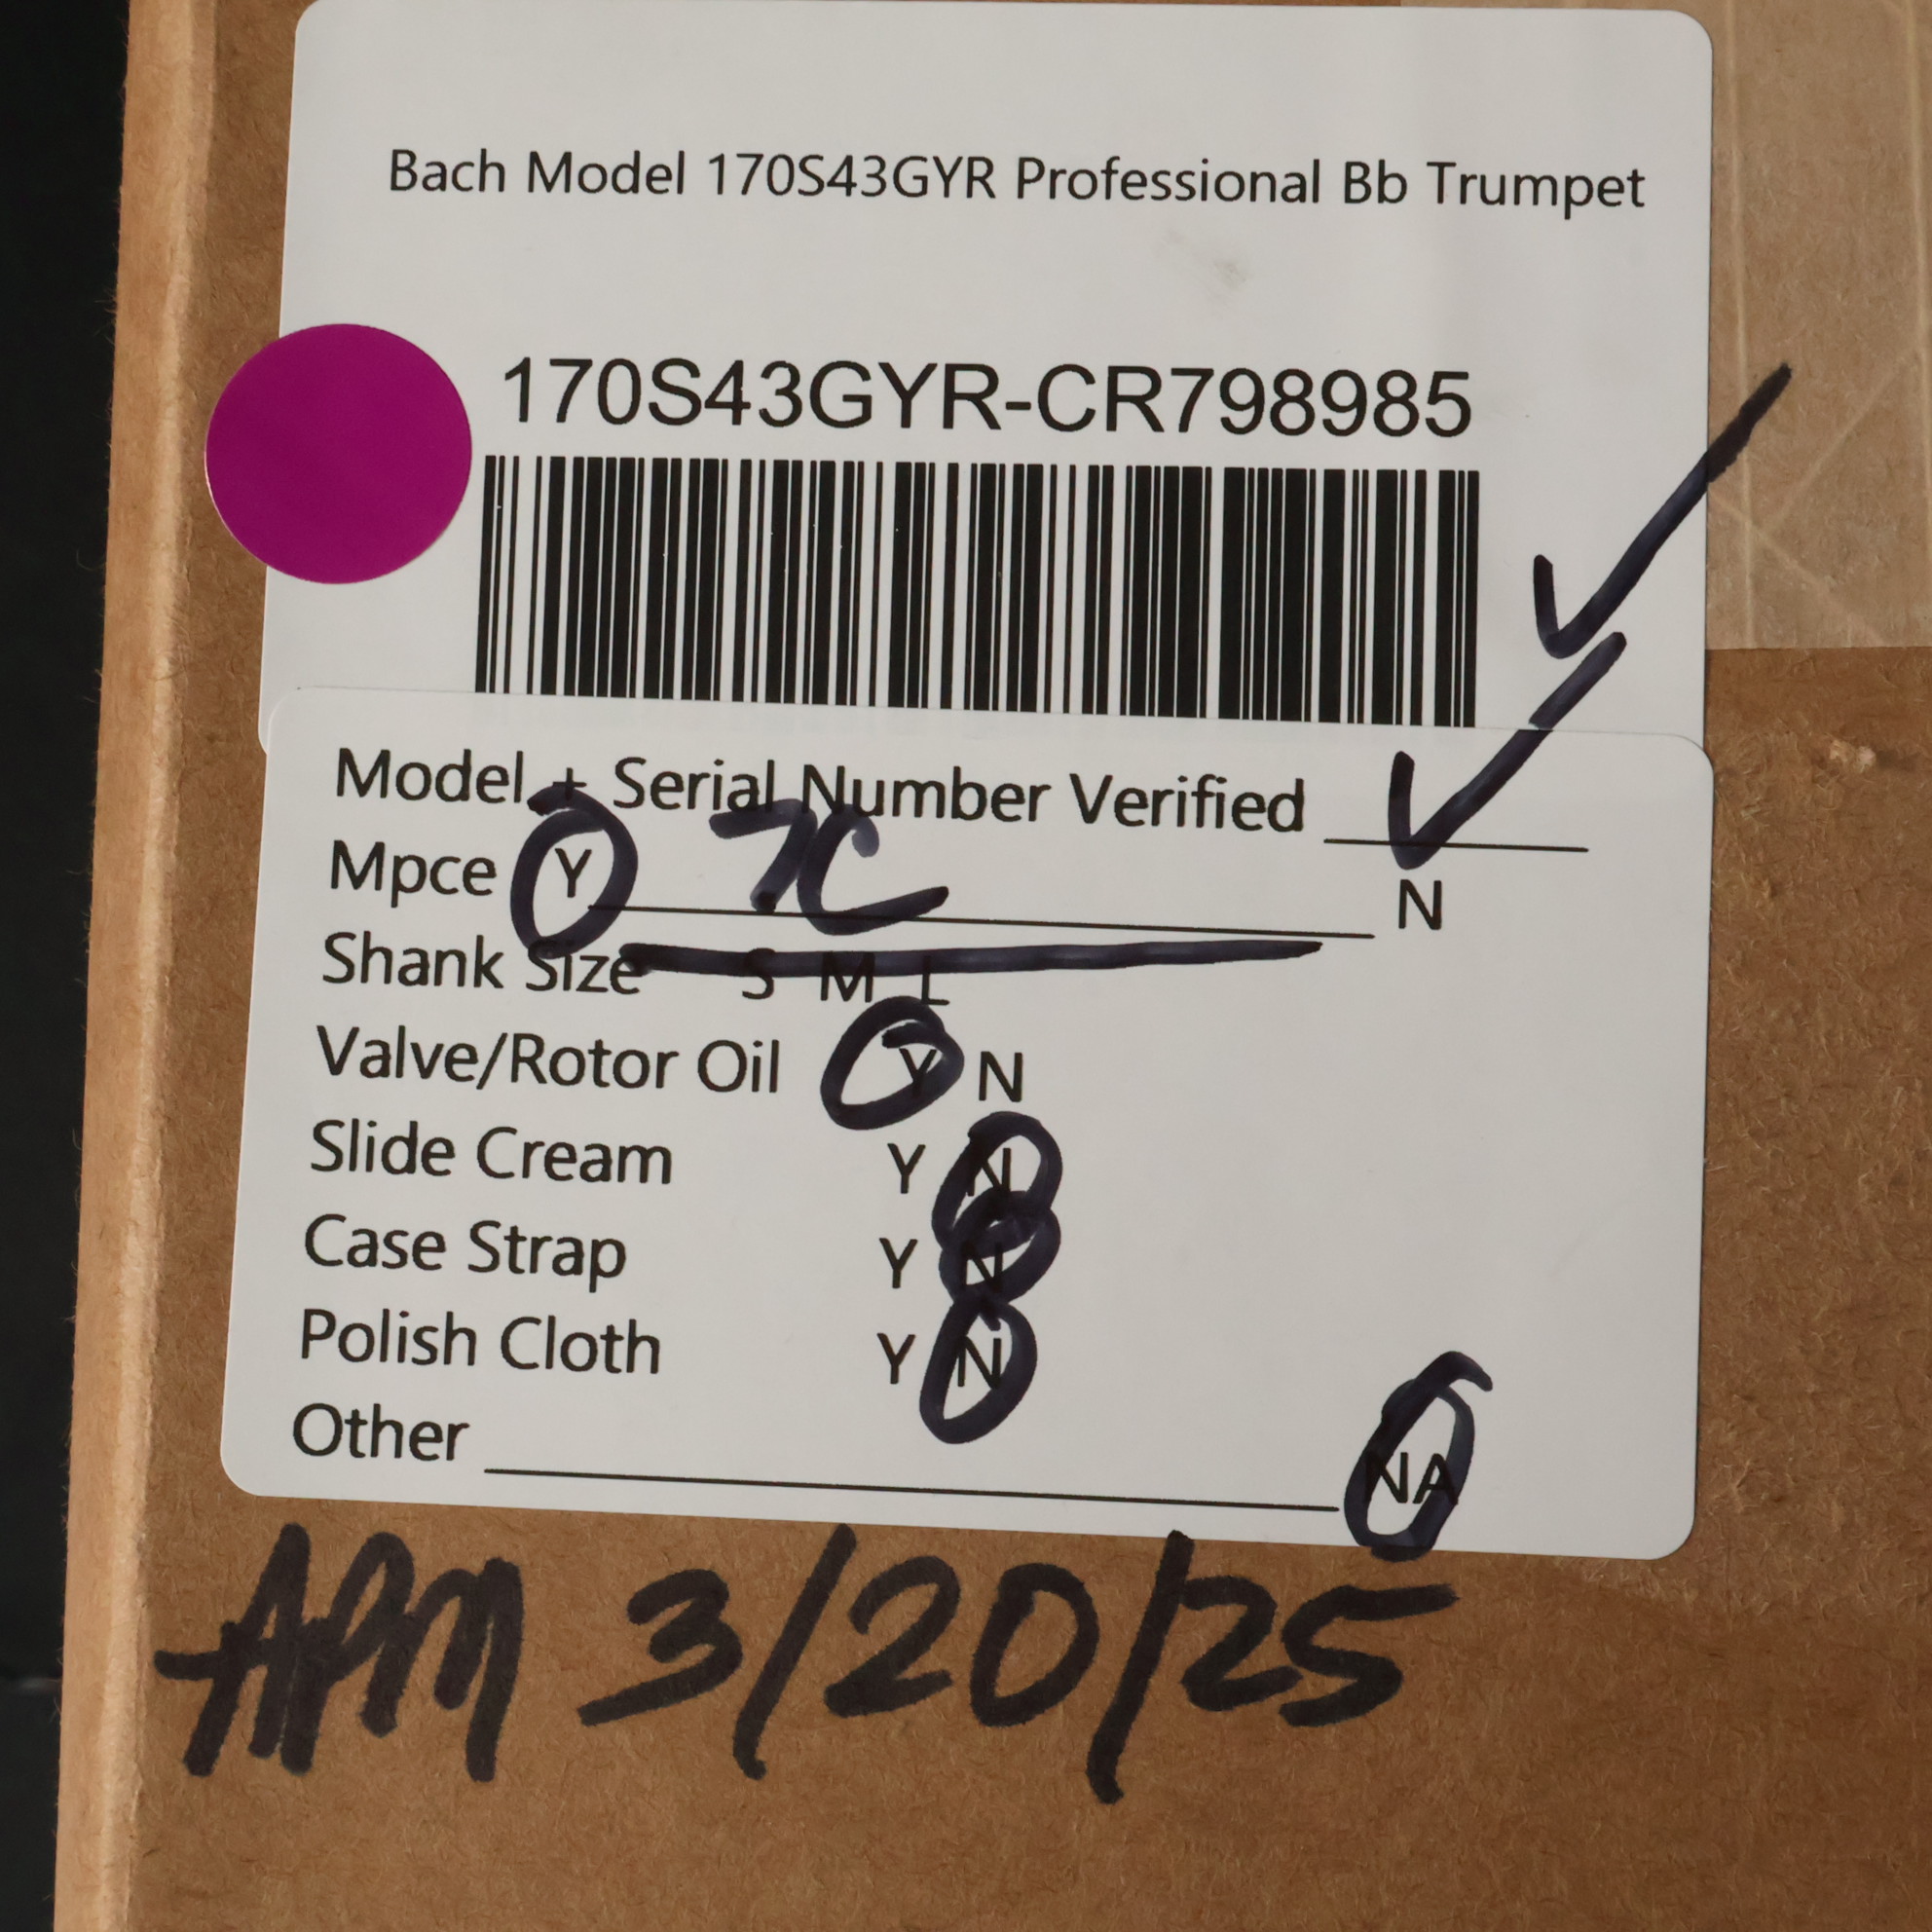 Bach Model 170S43GYR Professional Bb Trumpet
170S43GYR-CR798985
Model + Serial Number Verified
Mpce Y 7C N
Shank Size S M L
Valve/Rotor Oil Y N
Slide Cream Y N
Case Strap Y N
Polish Cloth Y N
Other NA
APM 3/20/25